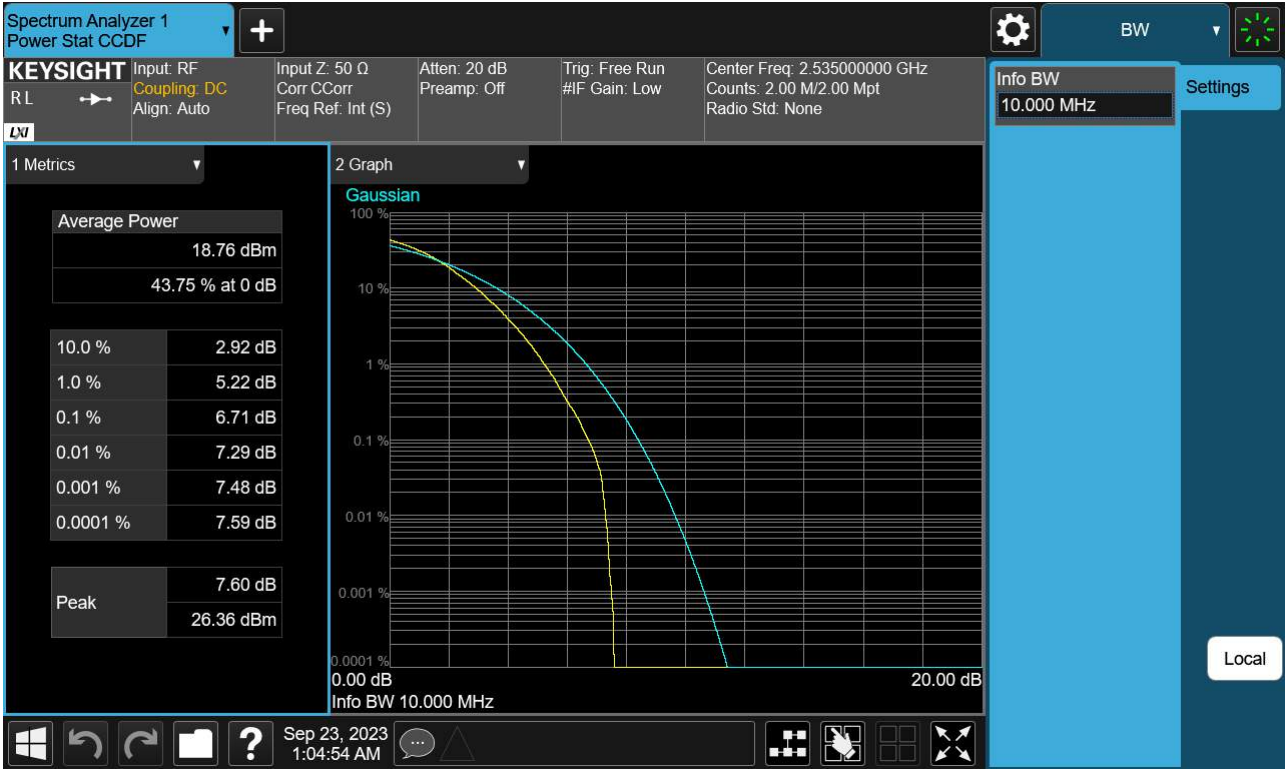 Spectrum Analyzer 1
Power Stat CCDF
+
BW
KEYSIGHT
RL
LXI
Input: RF
Coupling: DC
Align: Auto
Input Z: 50 Ω
Corr CCorr
Freq Ref: Int (S)
Atten: 20 dB
Preamp: Off
Trig: Free Run
#IF Gain: Low
Center Freq: 2.535000000 GHz
Counts: 2.00 M/2.00 Mpt
Radio Std: None
Info BW
10.000 MHz
Settings
1 Metrics
Average Power
18.76 dBm
43.75 % at 0 dB
10.0 % 2.92 dB
1.0 % 5.22 dB
0.1 % 6.71 dB
0.01 % 7.29 dB
0.001 % 7.48 dB
0.0001 % 7.59 dB
Peak
7.60 dB
26.36 dBm
2 Graph
Gaussian
100 %
10 %
1 %
0.1 %
0.01 %
0.001 %
0.0001 %
0.00 dB 20.00 dB
Info BW 10.000 MHz
Local
?
Sep 23, 2023
1:04:54 AM